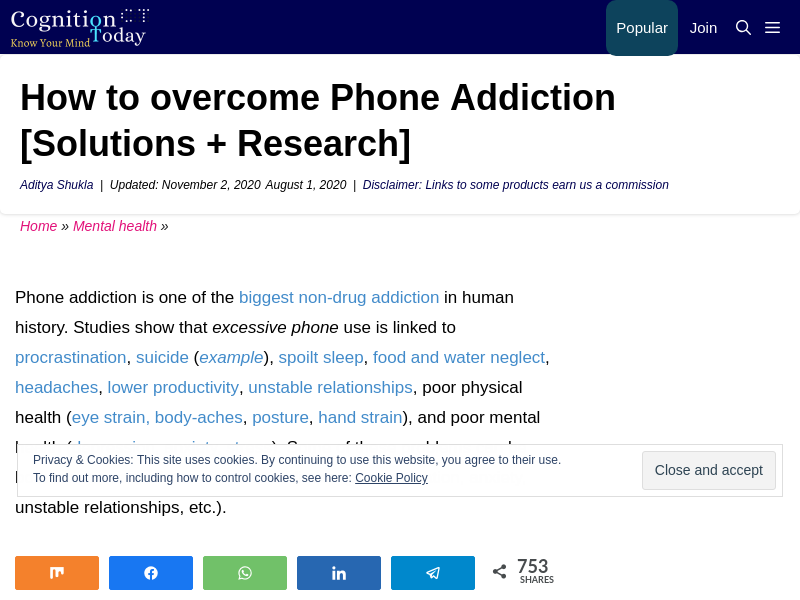 Cognition Today
Know Your Mind
Popular
Join
How to overcome Phone Addiction
[Solutions + Research]
Aditya Shukla | Updated: November 2, 2020 August 1, 2020 | Disclaimer: Links to some products earn us a commission
Home » Mental health »
Phone addiction is one of the biggest non-drug addiction in human
history. Studies show that excessive phone use is linked to
procrastination, suicide (example), spoilt sleep, food and water neglect,
headaches, lower productivity, unstable relationships, poor physical
health (eye strain, body-aches, posture, hand strain), and poor mental
Privacy & Cookies: This site uses cookies. By continuing to use this website, you agree to their use.
To find out more, including how to control cookies, see here: Cookie Policy
Close and accept
unstable relationships, etc.).
753
SHARES